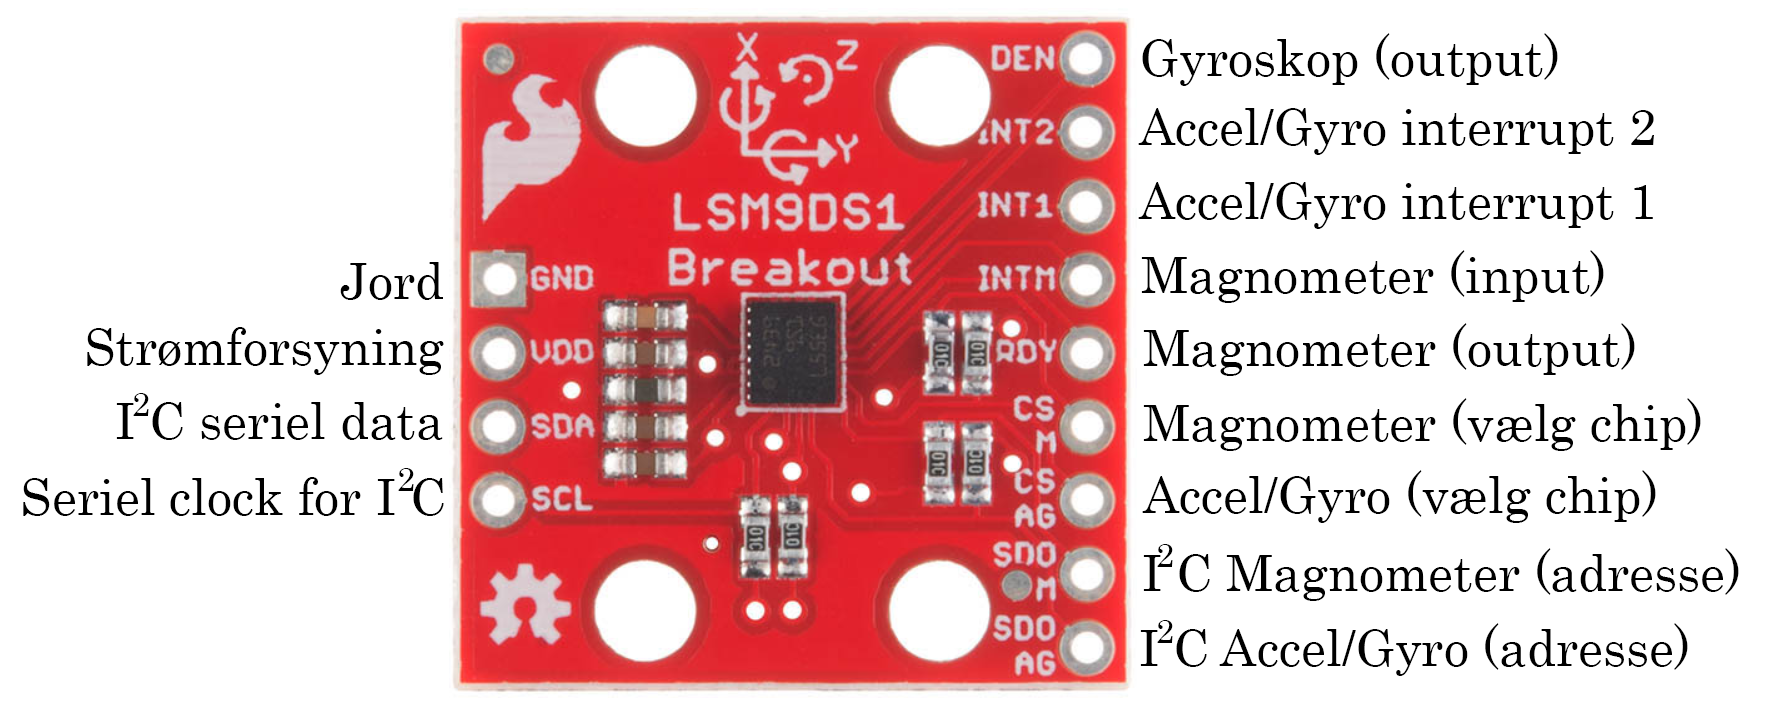 X
Z
Y
LSM9DS1
Breakout
Jord
GND
Strømforsyning
VDD
I²C seriel data
SDA
Seriel clock for I²C
SCL
DEN
Gyroskop (output)
INT2
Accel/Gyro interrupt 2
INT1
Accel/Gyro interrupt 1
INTM
Magnometer (input)
RDY
Magnometer (output)
CS
M
Magnometer (vælg chip)
CS
AG
Accel/Gyro (vælg chip)
SDO
M
I²C Magnometer (adresse)
SDO
AG
I²C Accel/Gyro (adresse)